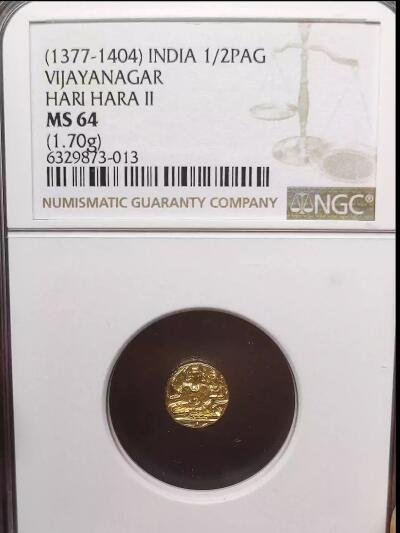 (1377-1404) INDIA 1/2PAG
VIJAYANAGAR
HARI HARA II
MS 64
(1.70g)
6329873-013
NUMISMATIC GUARANTY COMPANY NGC®